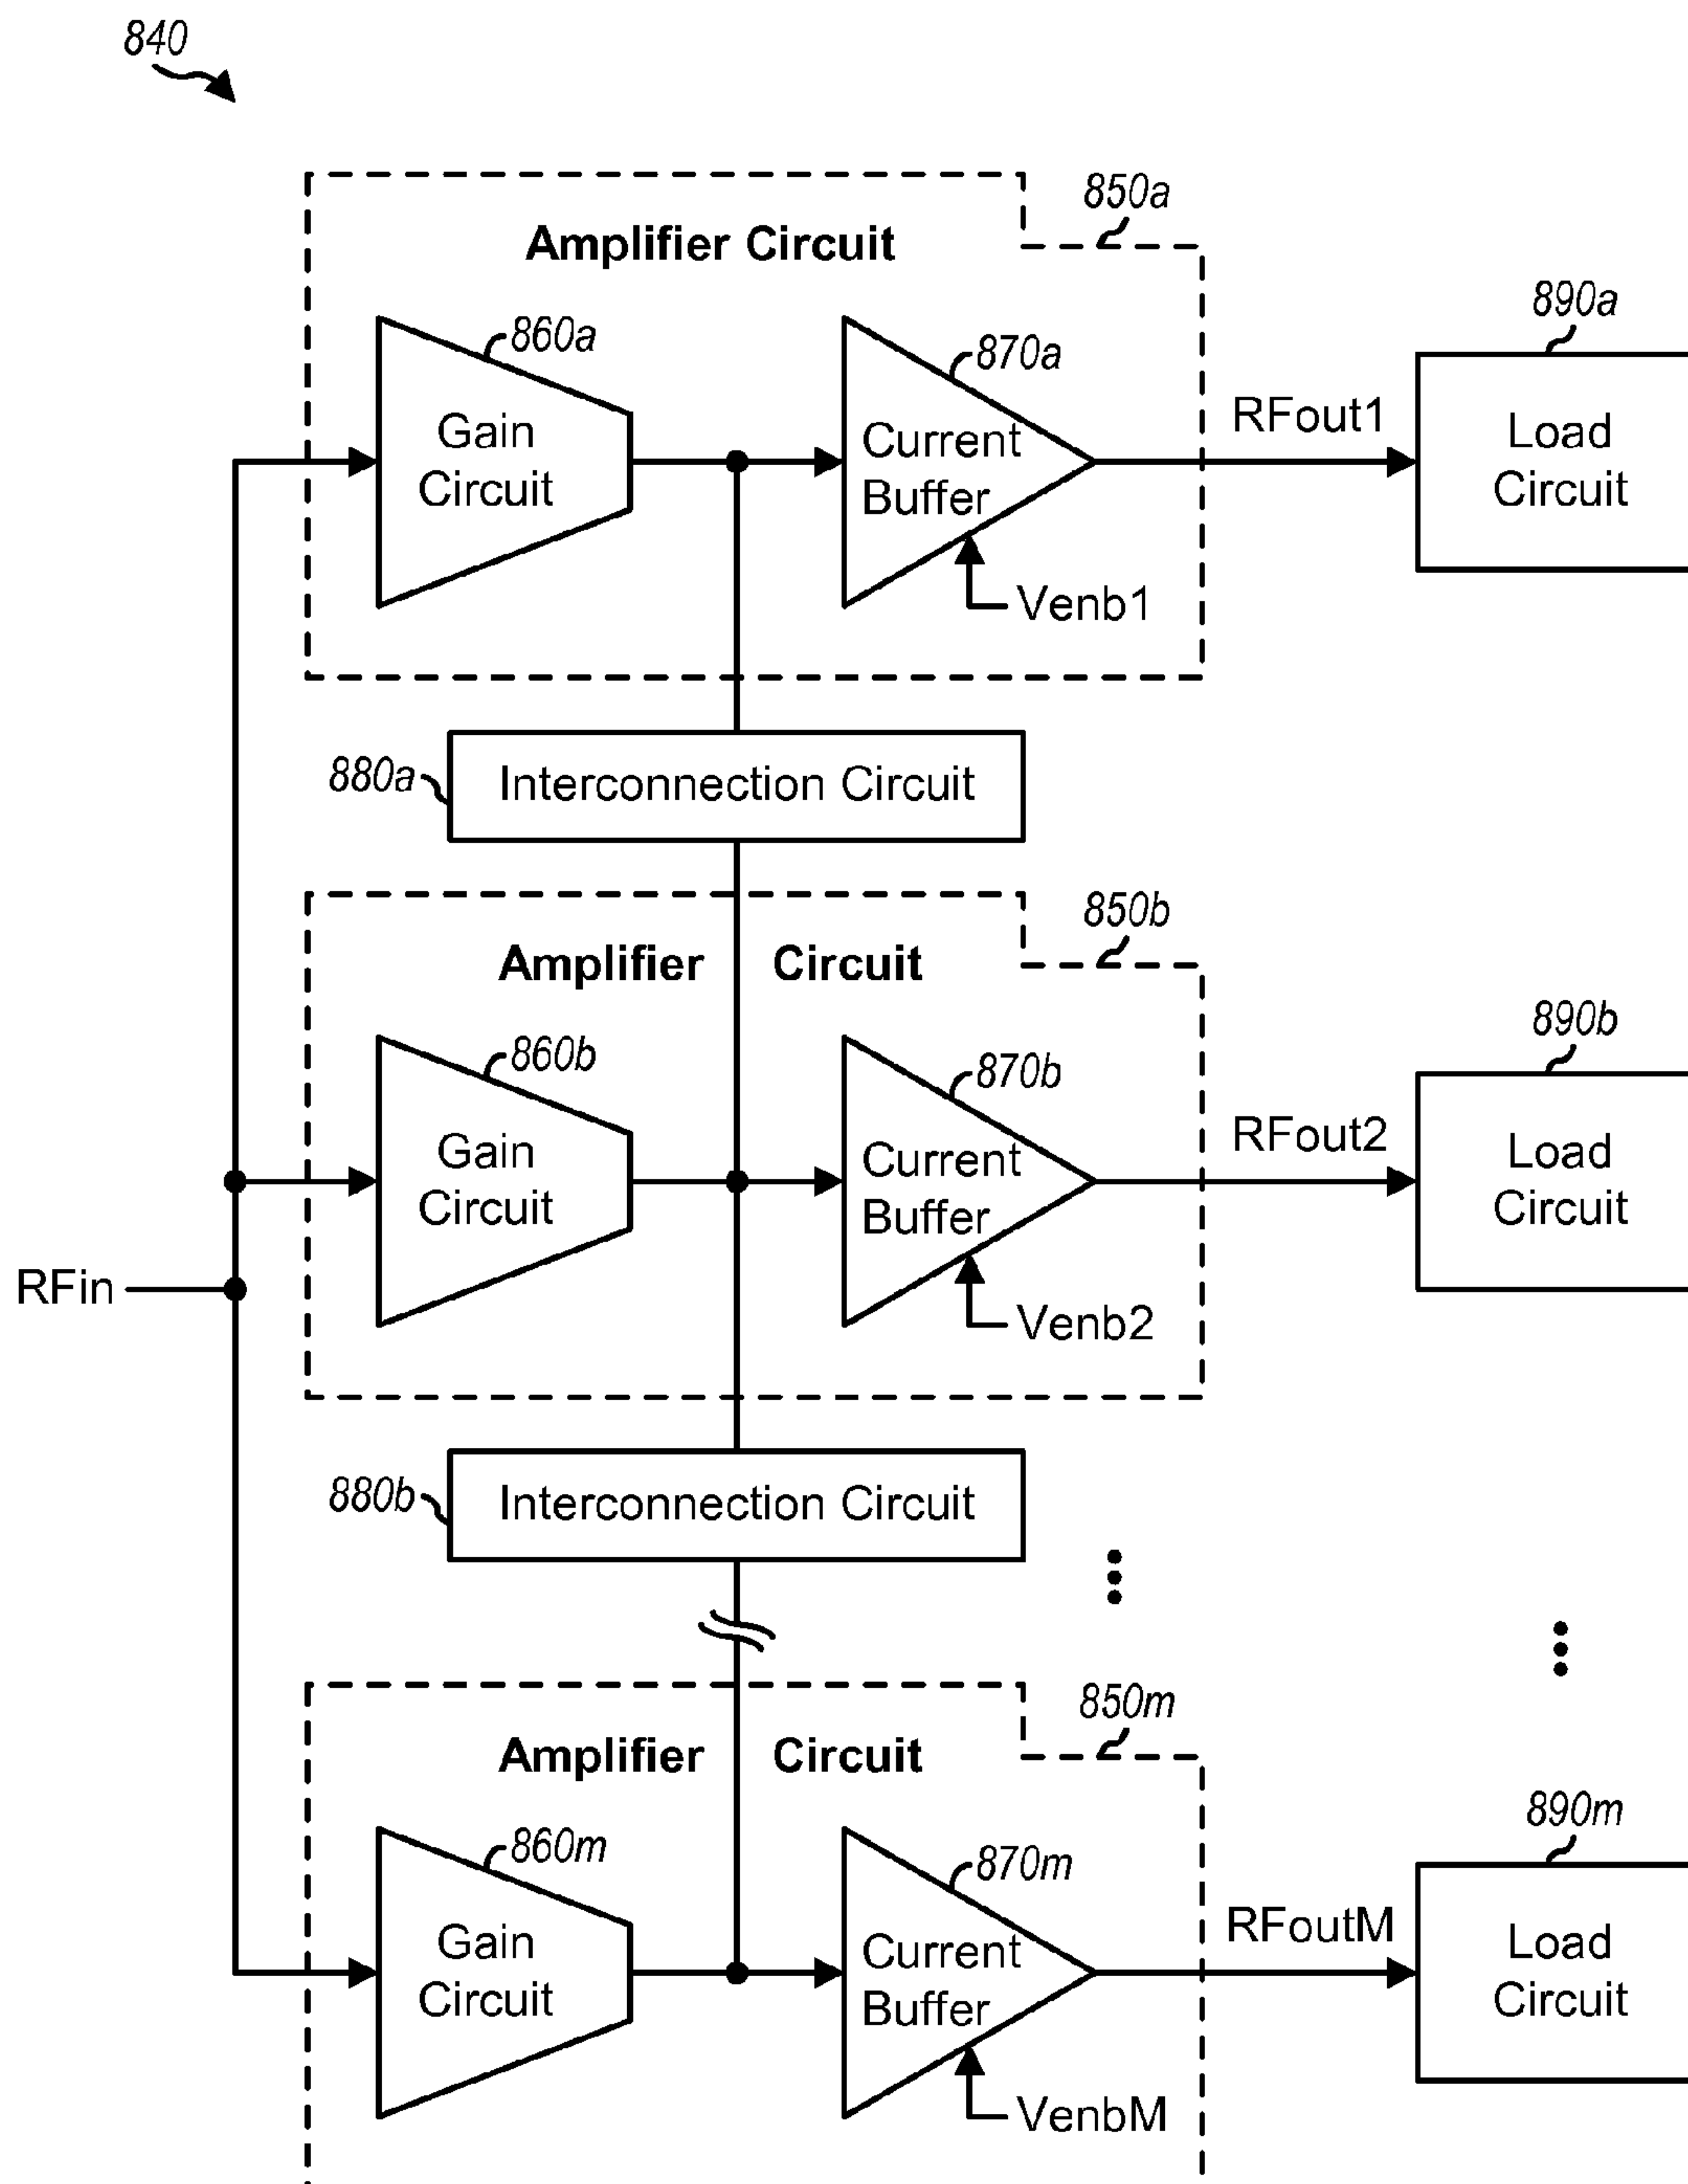 840
850a
Amplifier Circuit
890a
860a
870a
Gain
Circuit
Current
Buffer
RFout1
Load
Circuit
Venb1
880a
Interconnection Circuit
850b
Amplifier Circuit
890b
860b
870b
Gain
Circuit
Current
Buffer
RFout2
Load
Circuit
RFin
Venb2
880b
Interconnection Circuit
850m
Amplifier Circuit
890m
860m
870m
Gain
Circuit
Current
Buffer
RFoutM
Load
Circuit
VenbM